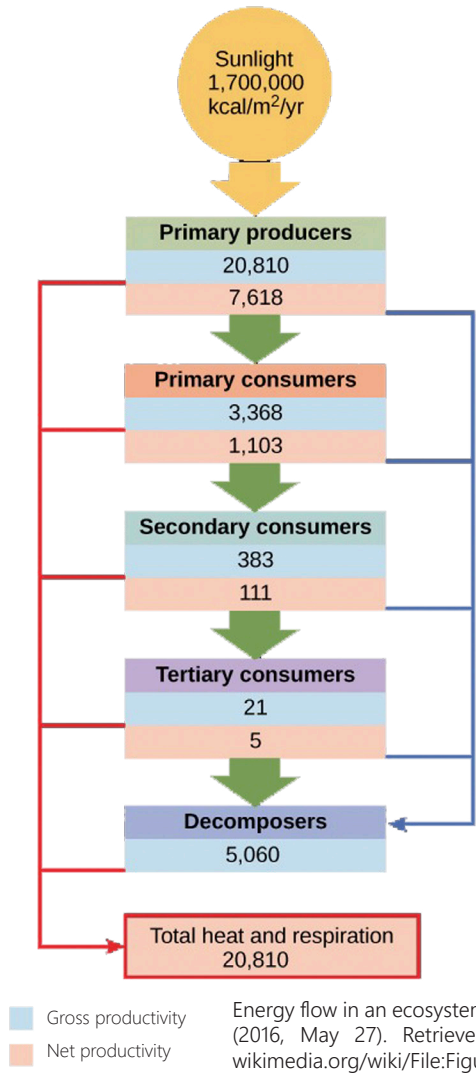 Sunlight
1,700,000
kcal/m²/yr
Primary producers
20,810
7,618
Primary consumers
3,368
1,103
Secondary consumers
383
111
Tertiary consumers
21
5
Decomposers
5,060
Total heat and respiration
20,810
Gross productivity
Net productivity
Energy flow in an ecosystem
(2016, May 27). Retrieve
wikimedia.org/wiki/File:Figu